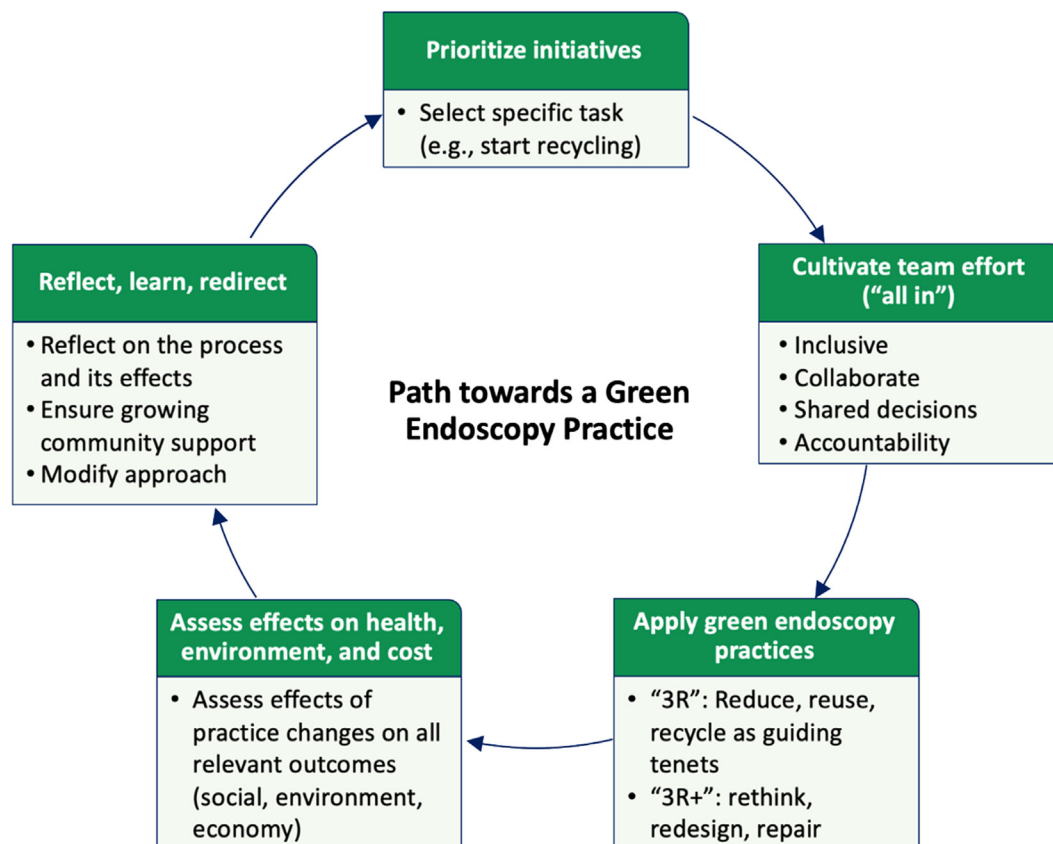 Prioritize initiatives
• Select specific task
(e.g., start recycling)
Cultivate team effort
(“all in”)
• Inclusive
• Collaborate
• Shared decisions
• Accountability
Apply green endoscopy
practices
• “3R”: Reduce, reuse,
recycle as guiding
tenets
• “3R+”: rethink,
redesign, repair
Assess effects on health,
environment, and cost
• Assess effects of
practice changes on all
relevant outcomes
(social, environment,
economy)
Reflect, learn, redirect
• Reflect on the process
and its effects
• Ensure growing
community support
• Modify approach
Path towards a Green
Endoscopy Practice